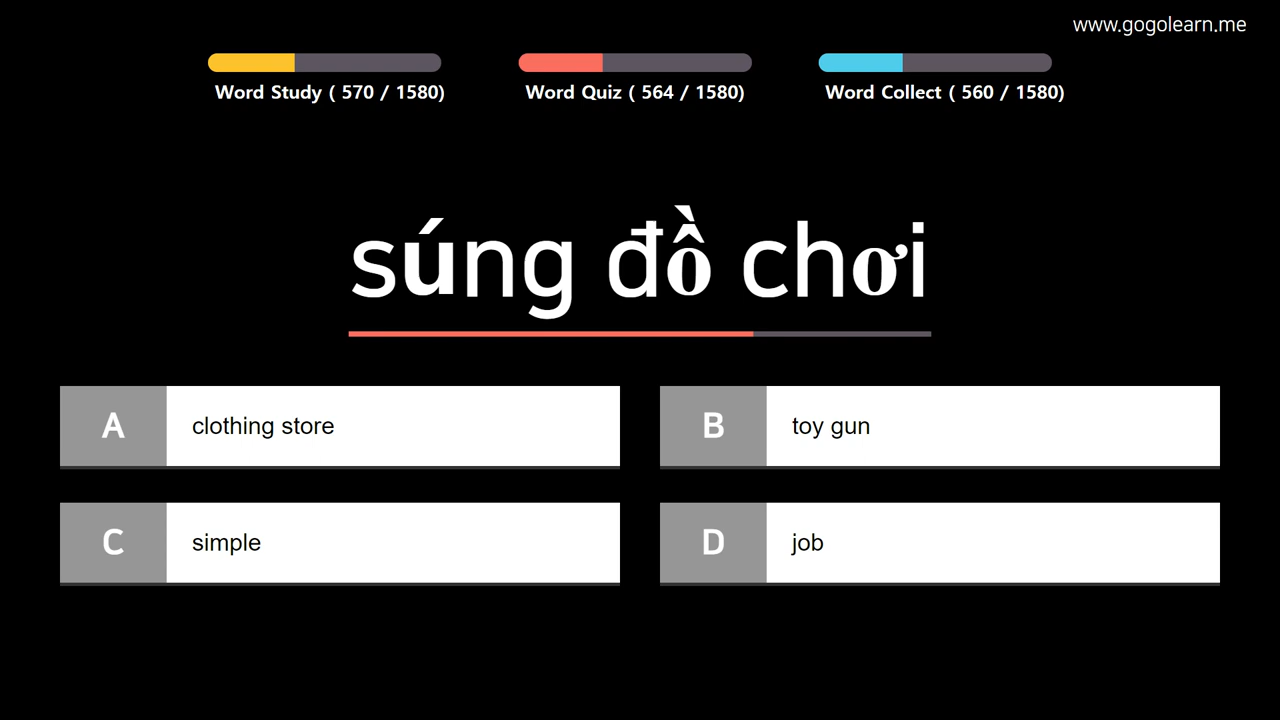 www.gogolearn.me
Word Study ( 570 / 1580)
Word Quiz ( 564 / 1580)
Word Collect ( 560 / 1580)
súng đồ chơi
A clothing store
B toy gun
C simple
D job